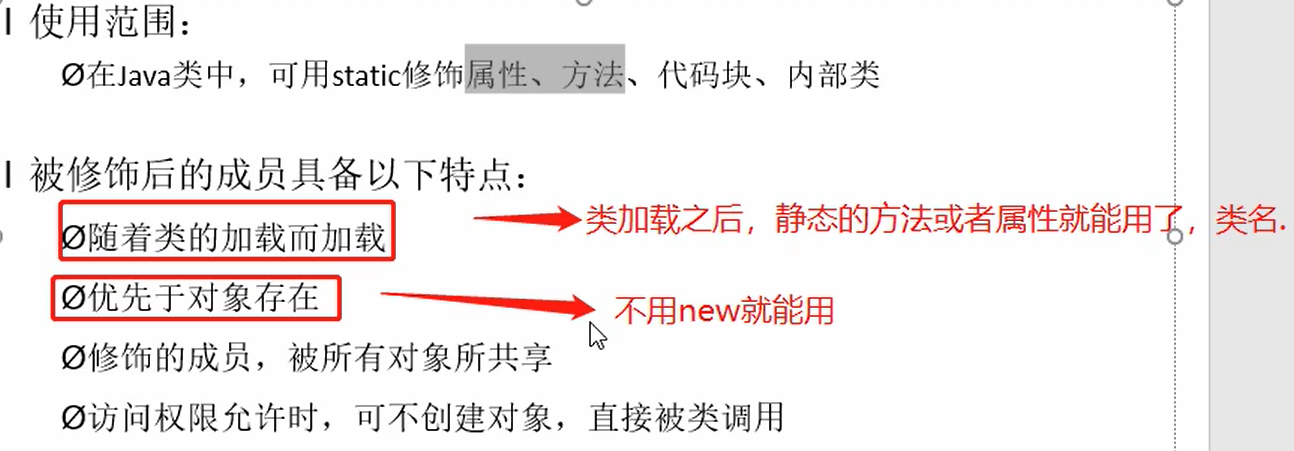 l 使用范围：
Ø在Java类中，可用static修饰属性、方法、代码块、内部类
l 被修饰后的成员具备以下特点：
Ø随着类的加载而加载
类加载之后，静态的方法或者属性就能用了，类名.
Ø优先于对象存在
不用new就能用
Ø修饰的成员，被所有对象所共享
Ø访问权限允许时，可不创建对象，直接被类调用